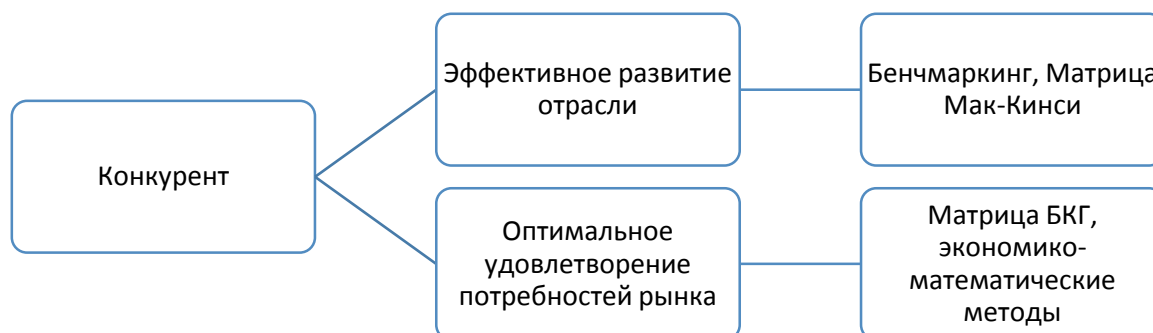 Эффективное развитие
отрасли
Бенчмаркинг, Матрица
Мак-Кинси
Конкурент
Оптимальное
удовлетворение
потребностей рынка
Матрица БКГ,
экономико-
математические
методы